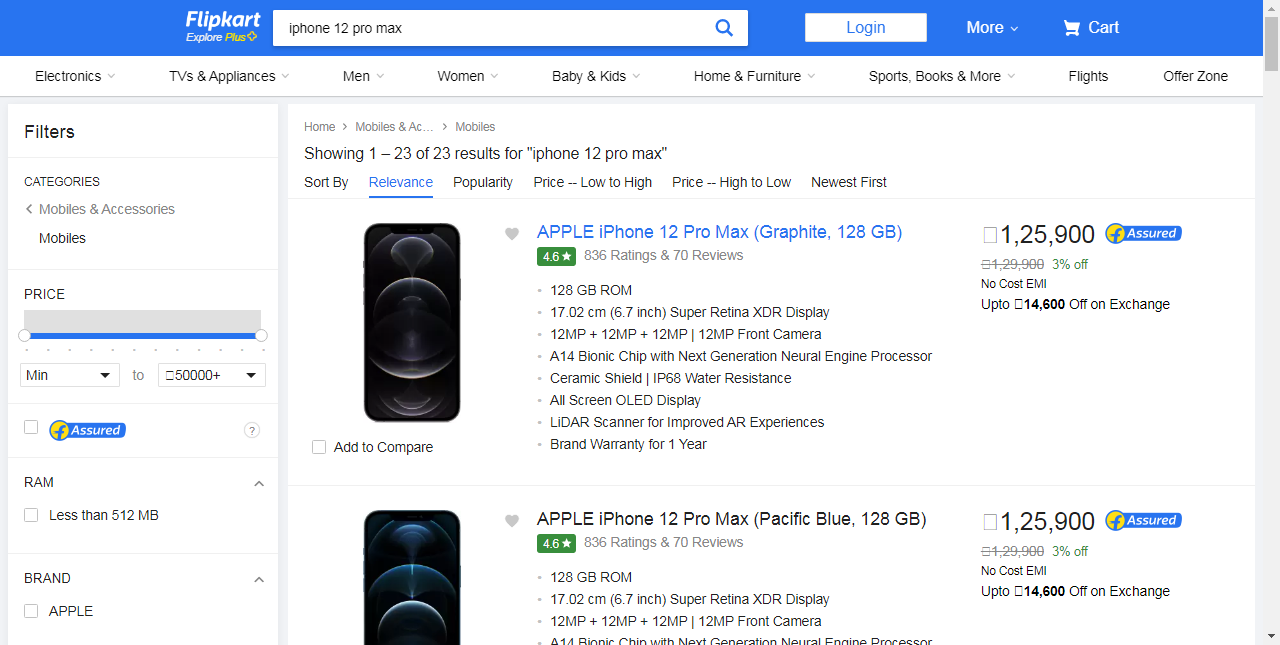 Flipkart
Explore Plus
iphone 12 pro max
Login
More
Cart
Electronics
TVs & Appliances
Men
Women
Baby & Kids
Home & Furniture
Sports, Books & More
Flights
Offer Zone
Filters
CATEGORIES
Mobiles & Accessories
Mobiles
PRICE
Min
to
50000+
Assured
?
RAM
Less than 512 MB
BRAND
APPLE
Home > Mobiles & Ac... > Mobiles
Showing 1 – 23 of 23 results for "iphone 12 pro max"
Sort By
Relevance
Popularity
Price -- Low to High
Price -- High to Low
Newest First
APPLE iPhone 12 Pro Max (Graphite, 128 GB)
4.6 ★ 836 Ratings & 70 Reviews
128 GB ROM
17.02 cm (6.7 inch) Super Retina XDR Display
12MP + 12MP + 12MP | 12MP Front Camera
A14 Bionic Chip with Next Generation Neural Engine Processor
Ceramic Shield | IP68 Water Resistance
All Screen OLED Display
LiDAR Scanner for Improved AR Experiences
Brand Warranty for 1 Year
Add to Compare
1,25,900
Assured
1,29,900 3% off
No Cost EMI
Upto 14,600 Off on Exchange
APPLE iPhone 12 Pro Max (Pacific Blue, 128 GB)
4.6 ★ 836 Ratings & 70 Reviews
128 GB ROM
17.02 cm (6.7 inch) Super Retina XDR Display
12MP + 12MP + 12MP | 12MP Front Camera
A14 Bionic Chip with Next Generation Neural Engine Processor
1,25,900
Assured
1,29,900 3% off
No Cost EMI
Upto 14,600 Off on Exchange